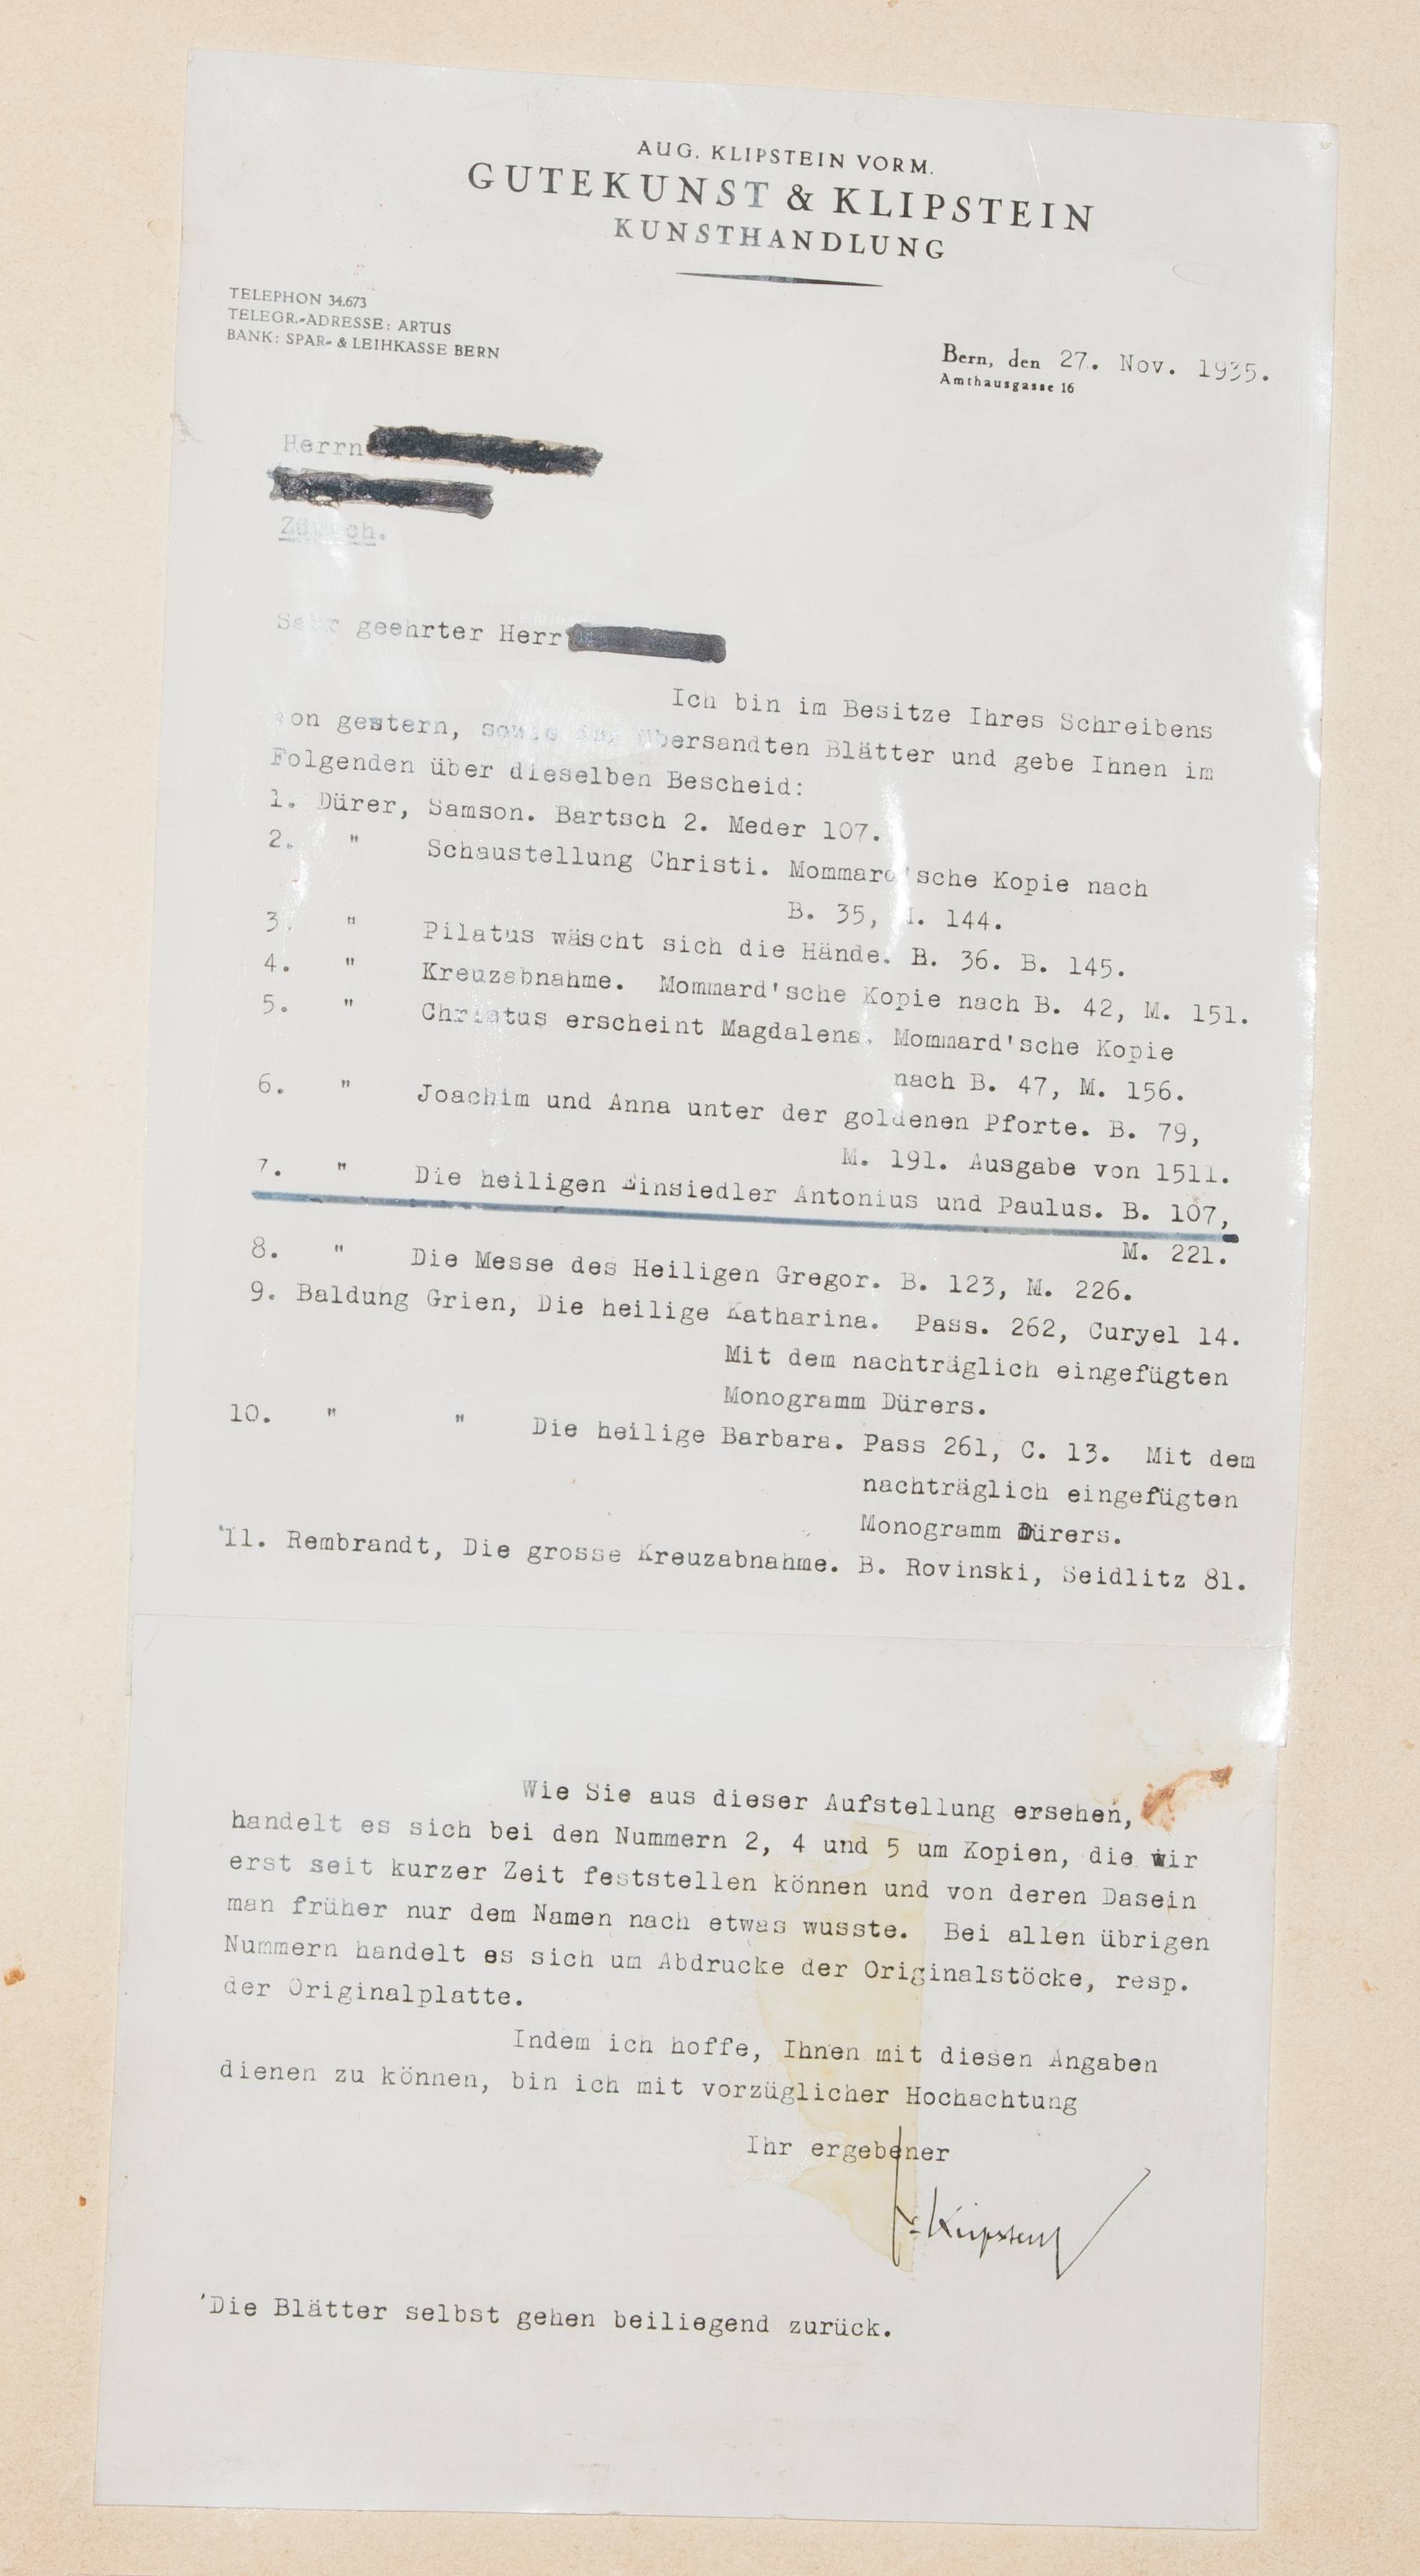 AUG. KLIPSTEIN VORM.
GUTEKUNST & KLIPSTEIN
KUNSTHANDLUNG
TELEPHON 34.673
TELEGR.-ADRESSE: ARTUS
BANK: SPAR- & LEIHKASSE BERN
Bern, den 27. Nov. 1935.
Amthausgasse 16
Herrn
Zürich.
Sehr geehrter Herr
Ich bin im Besitze Ihres Schreibens
von gestern, sowie der übersandten Blätter und gebe Ihnen im
Folgenden über dieselben Bescheid:
1. Dürer, Samson. Bartsch 2. Meder 107.
2. " Schaustellung Christi. Mommard'sche Kopie nach
B. 35, M. 144.
3. " Pilatus wäscht sich die Hände. B. 36. B. 145.
4. " Kreuzabnahme. Mommard'sche Kopie nach B. 42, M. 151.
5. " Christus erscheint Magdalena. Mommard'sche Kopie
nach B. 47, M. 156.
6. " Joachim und Anna unter der goldenen Pforte. B. 79,
M. 191. Ausgabe von 1511.
7. " Die heiligen Einsiedler Antonius und Paulus. B. 107,
M. 221.
8. " Die Messe des Heiligen Gregor. B. 123, M. 226.
9. Baldung Grien, Die heilige Katharina. Pass. 262, Curyel 14.
Mit dem nachträglich eingefügten
Monogramm Dürers.
10. " " Die heilige Barbara. Pass 261, C. 13. Mit dem
nachträglich eingefügten
Monogramm Dürers.
11. Rembrandt, Die grosse Kreuzabnahme. B. Rovinski, Seidlitz 81.
Wie Sie aus dieser Aufstellung ersehen,
handelt es sich bei den Nummern 2, 4 und 5 um Kopien, die wir
erst seit kurzer Zeit feststellen können und von deren Dasein
man früher nur dem Namen nach etwas wusste. Bei allen übrigen
Nummern handelt es sich um Abdrucke der Originalstöcke, resp.
der Originalplatte.
Indem ich hoffe, Ihnen mit diesen Angaben
dienen zu können, bin ich mit vorzüglicher Hochachtung
Ihr ergebener
Klipstein
Die Blätter selbst gehen beiliegend zurück.